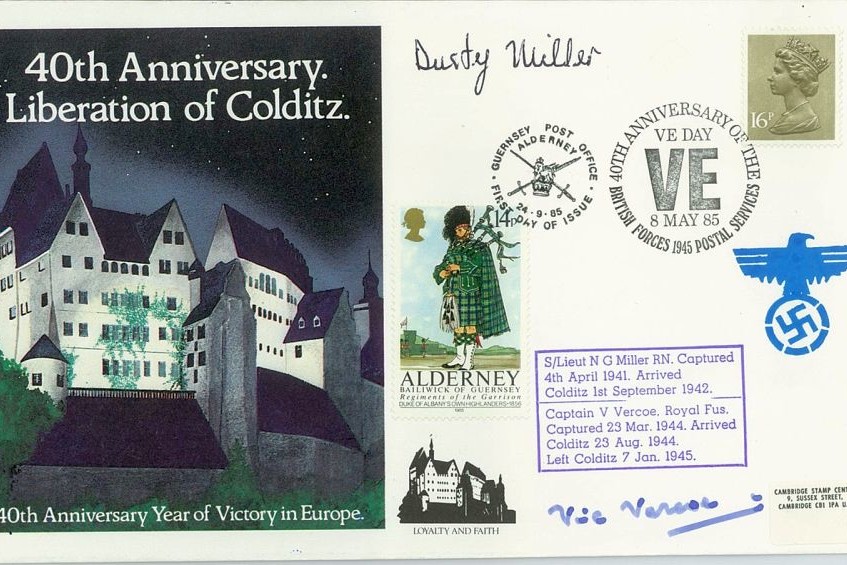 40th Anniversary.
Liberation of Colditz.
40th Anniversary Year of Victory in Europe.
Dusty Miller
GUERNSEY POST OFFICE
ALDERNEY
24-9-85
FIRST DAY OF ISSUE
40TH ANNIVERSARY OF THE
VE DAY
VE
8 MAY 85
BRITISH FORCES 1945 POSTAL SERVICES
16P
14p
ALDERNEY
BAILIWICK OF GUERNSEY
Regiments of the Garrison
DUKE OF ALBANY'S OWN HIGHLANDERS-1856
1985
S/Lieut N G Miller RN. Captured
4th April 1941. Arrived
Colditz 1st September 1942.
Captain V Vercoe, Royal Fus.
Captured 23 Mar. 1944. Arrived
Colditz 23 Aug. 1944.
Left Colditz 7 Jan. 1945.
LOYALTY AND FAITH
Vic Vercoe
CAMBRIDGE STAMP CENT
9, SUSSEX STREET,
CAMBRIDGE CB1 1PA U.